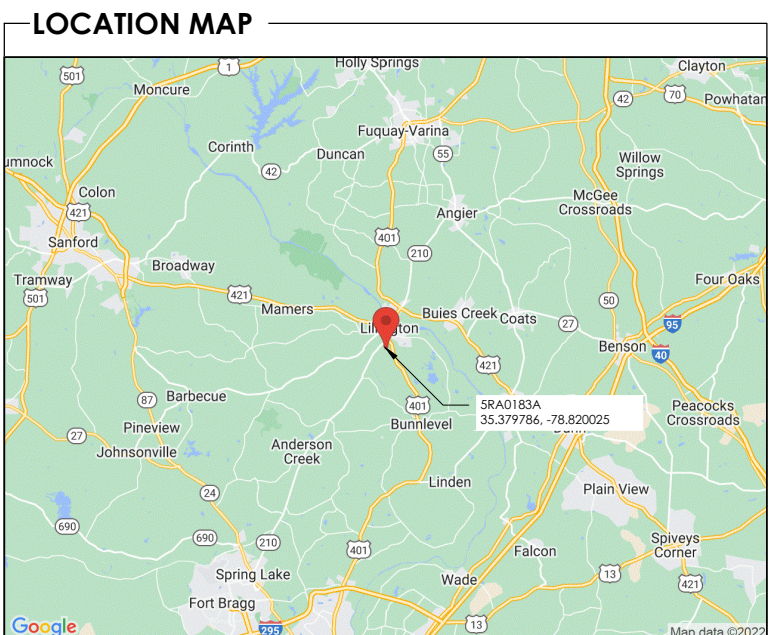 LOCATION MAP
Holly Springs
Clayton
1
501
Moncure
42
70
Powhatan
Fuquay-Varina
Corinth
Duncan
55
umnock
42
Willow
Springs
Colon
421
Angier
McGee
Crossroads
Sanford
401
210
Broadway
Tramway
Four Oaks
501
421
Mamers
50
Buies Creek
Coats
Lillington
27
95
Benson
40
421
87
Barbecue
401
5RA0183A
35.379786, -78.820025
Peacocks
Crossroads
Bunnlevel
Pineview
27
Johnsonville
Anderson
Creek
Linden
24
Plain View
690
690
210
401
Spiveys
Corner
Falcon
Spring Lake
Wade
13
421
Fort Bragg
Google
295
13
Map data ©2022